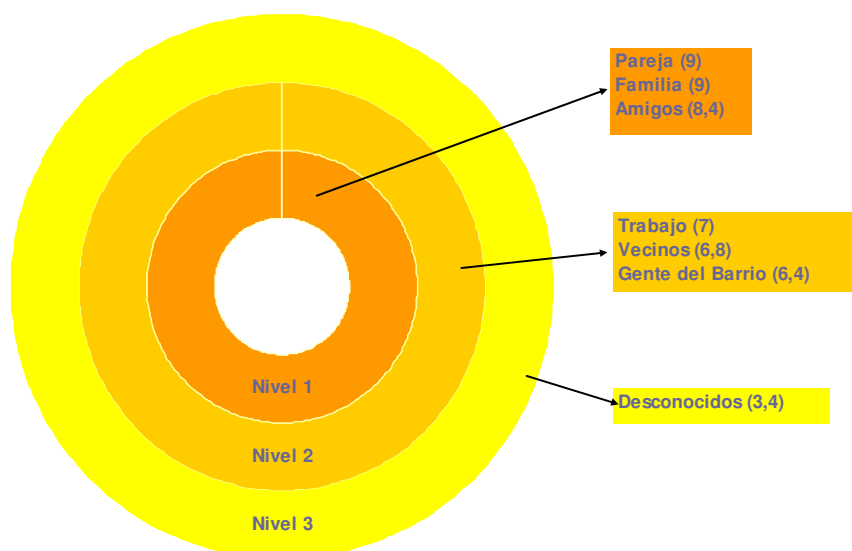 Pareja (9)
Familia (9)
Amigos (8,4)
Trabajo (7)
Vecinos (6,8)
Gente del Barrio (6,4)
Desconocidos (3,4)
Nivel 1
Nivel 2
Nivel 3